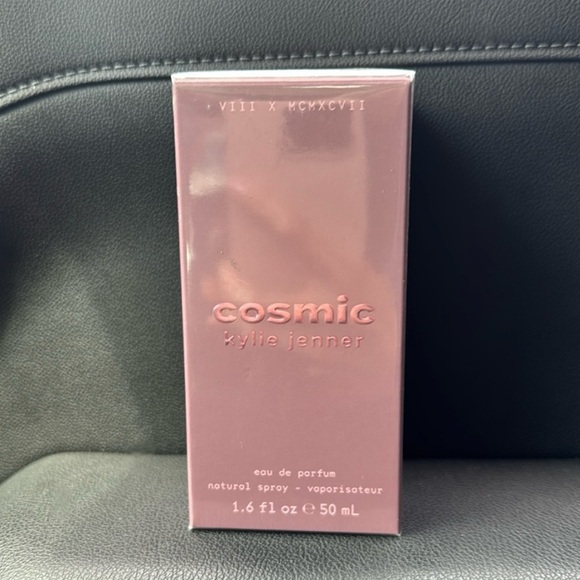 VIII X MCMXCVII
cosmic
kylie jenner
eau de parfum
natural spray - vaporisateur
1.6 fl oz ℮ 50 mL